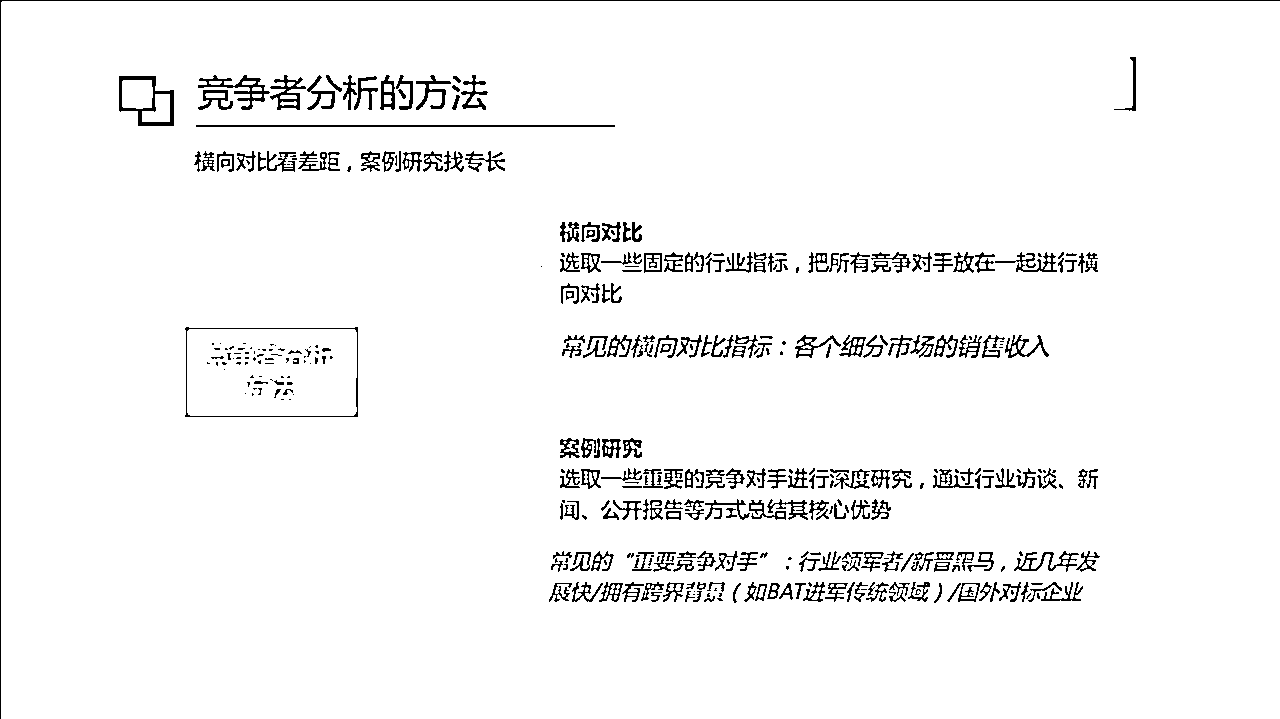 竞争者分析的方法
横向对比看差距，案例研究找专长
横向对比
选取一些固定的行业指标，把所有竞争对手放在一起进行横
向对比
常见的横向对比指标：各个细分市场的销售收入
竞争者分析
方法
案例研究
选取一些重要的竞争对手进行深度研究，通过行业访谈、新
闻、公开报告等方式总结其核心优势
常见的“重要竞争对手”：行业领军者/新晋黑马，近几年发
展快/拥有跨界背景（如BAT进军传统领域）/国外对标企业